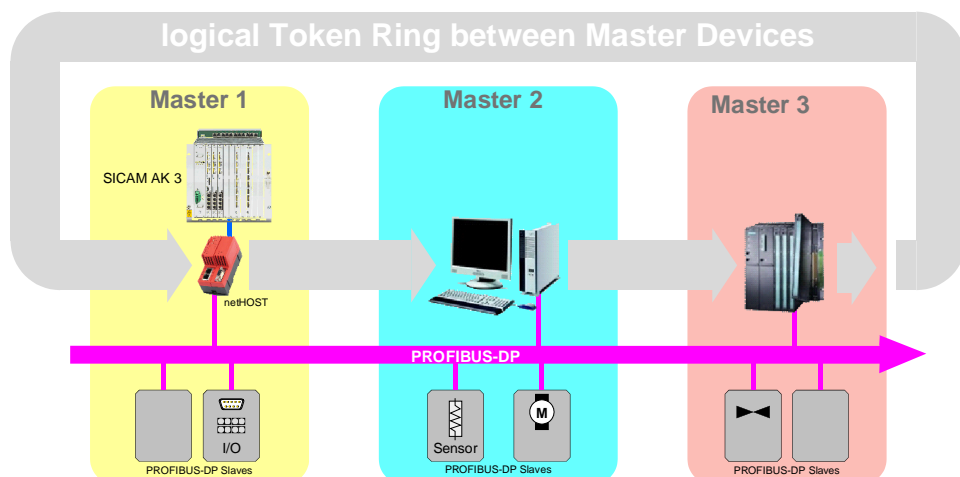 logical Token Ring between Master Devices
Master 1
Master 2
Master 3
SICAM AK 3
netHOST
PROFIBUS-DP
I/O
Sensor
M
PROFIBUS-DP Slaves
PROFIBUS-DP Slaves
PROFIBUS-DP Slaves